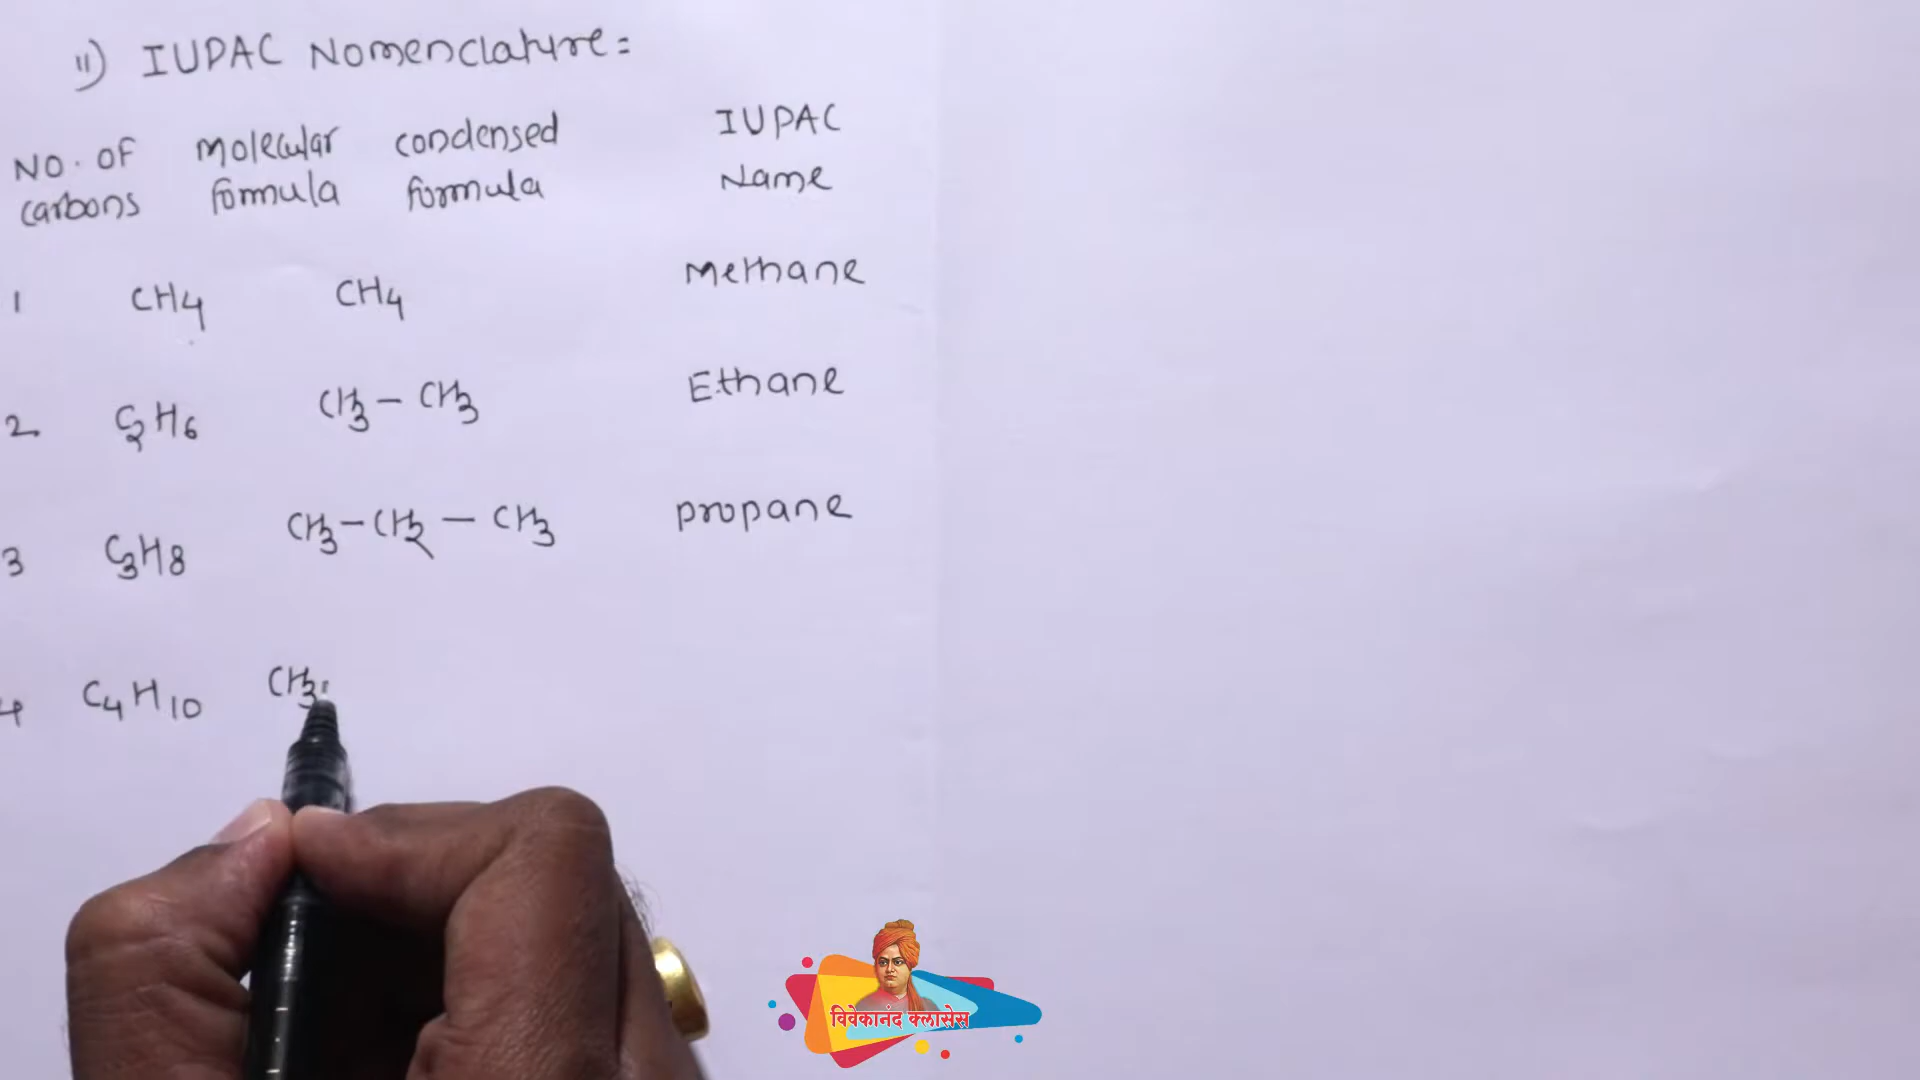 11) IUPAC Nomenclature:
No. of carbons molecular formula condensed formula IUPAC Name
1 CH4 CH4 Methane
2 C2H6 CH3 - CH3 Ethane
3 C3H8 CH3 - CH2 - CH3 propane
4 C4H10 CH3
विवेकानंद क्लासेस